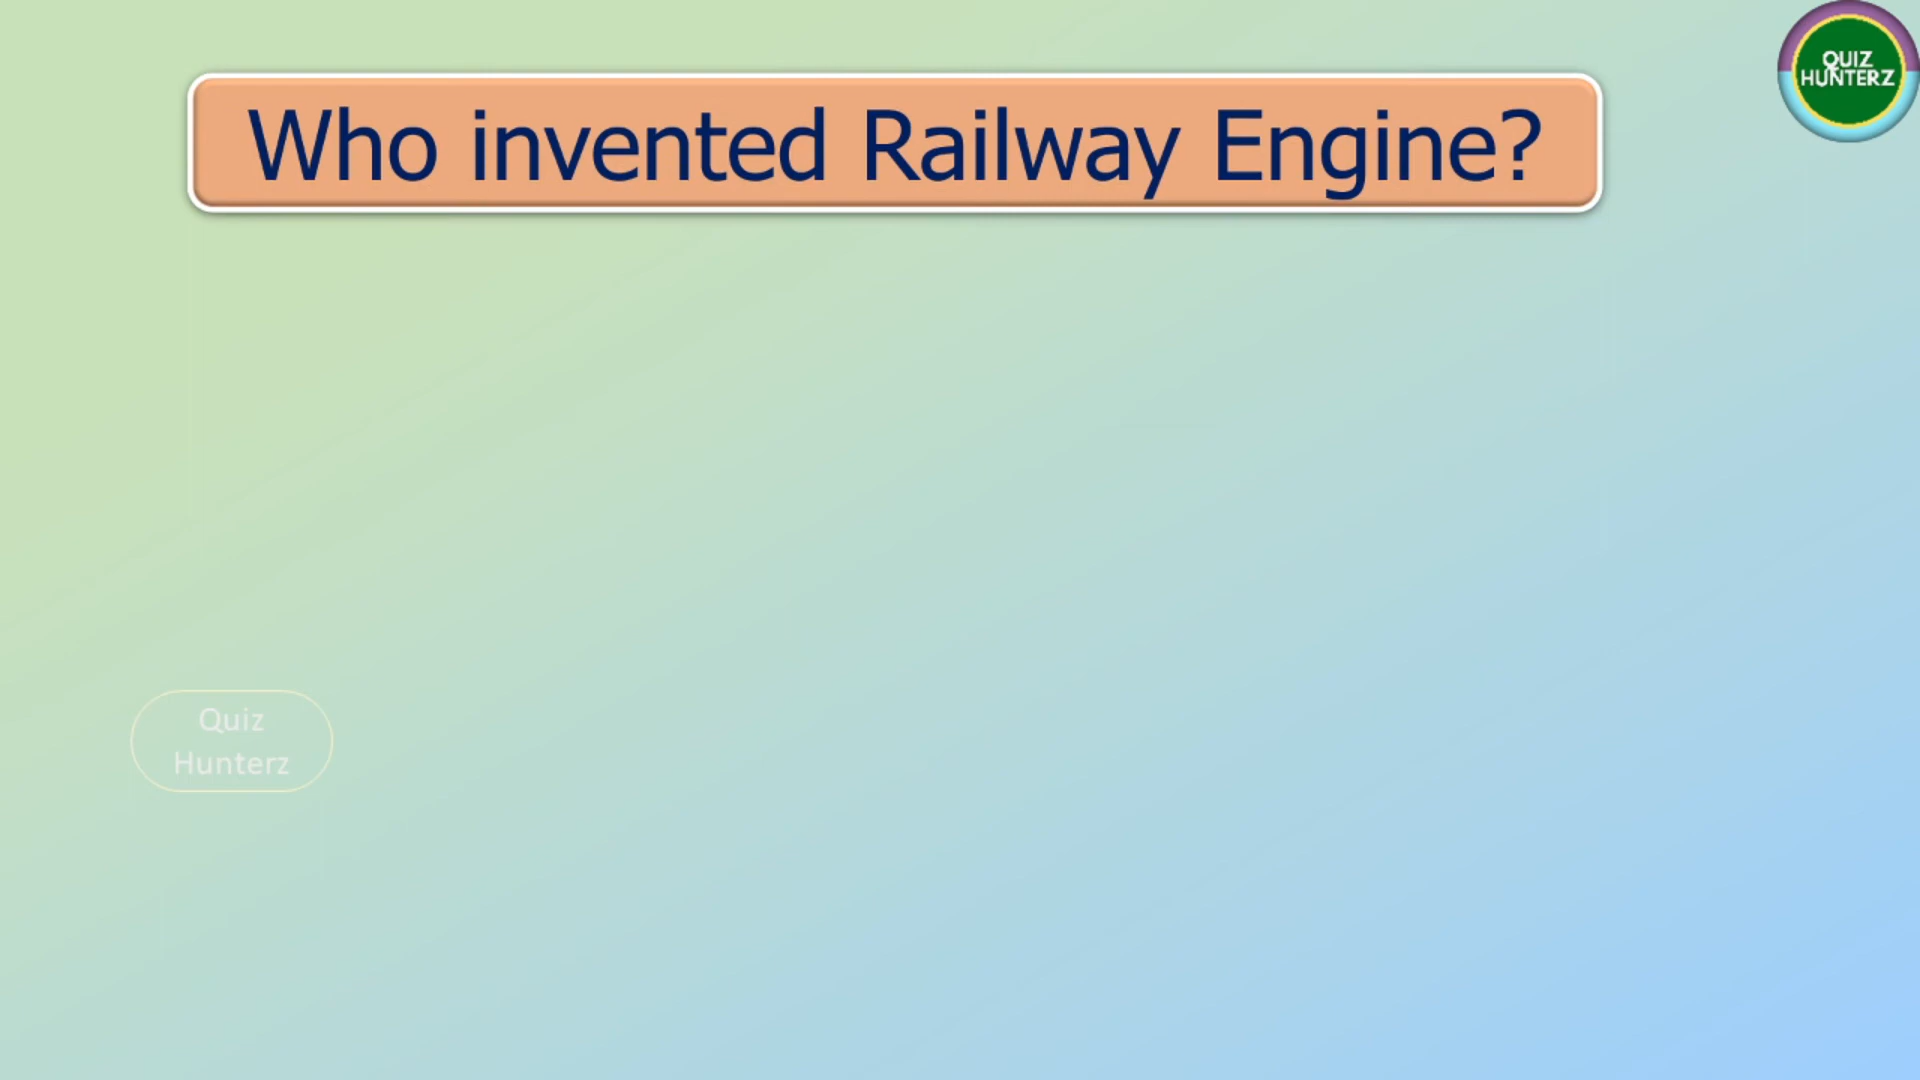 QUIZ
HUNTERZ
Who invented Railway Engine?
Quiz
Hunterz